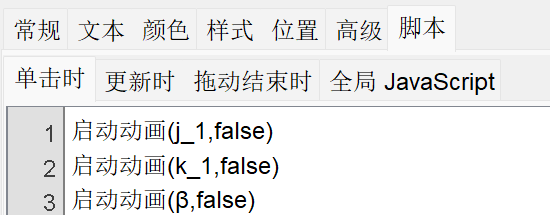 常规 文本 颜色 样式 位置 高级 脚本
单击时 更新时 拖动结束时 全局 JavaScript
1 启动动画(j_1,false)
2 启动动画(k_1,false)
3 启动动画(β,false)